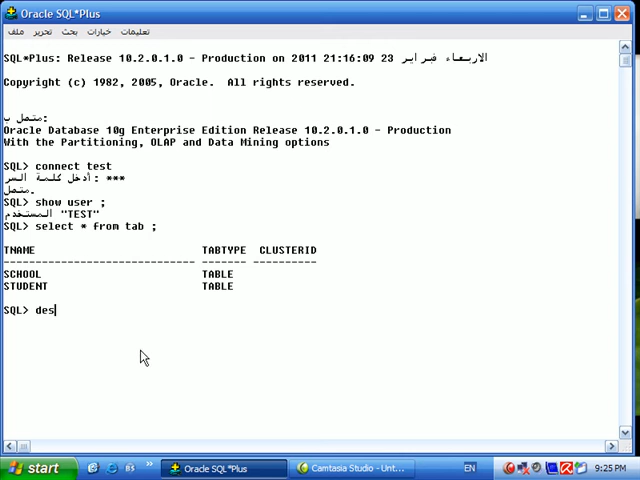 Oracle SQL*Plus
ملف تحرير بحث خيارات تعليمات
SQL*Plus: Release 10.2.0.1.0 - Production on الاربعاء فبراير 23 21:16:09 2011
Copyright (c) 1982, 2005, Oracle. All rights reserved.
متصل ب:
Oracle Database 10g Enterprise Edition Release 10.2.0.1.0 - Production
With the Partitioning, OLAP and Data Mining options
SQL> connect test
أدخل كلمة السر: ***
متصل.
SQL> show user ;
المستخدم "TEST"
SQL> select * from tab ;
TNAME TABTYPE CLUSTERID
------------------------------ ------- ----------
SCHOOL TABLE
STUDENT TABLE
SQL> des
start Oracle SQL*Plus Camtasia Studio - Unt... EN 9:25 PM